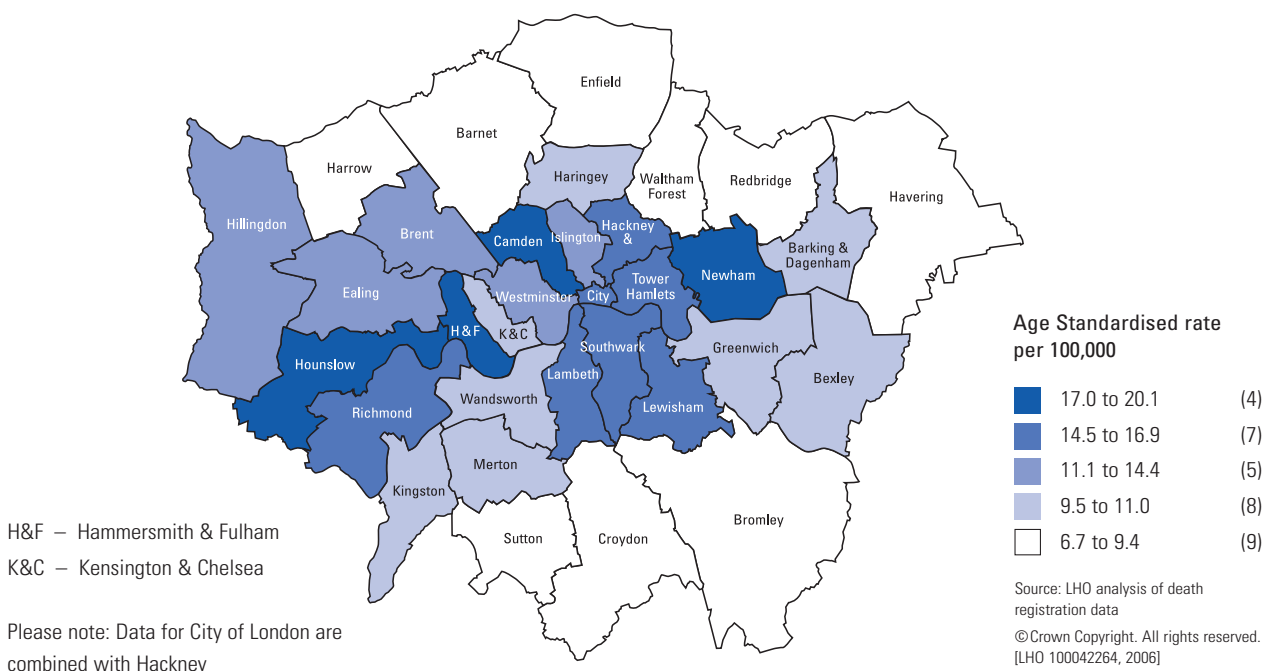 Enfield
Barnet
Harrow
Haringey
Waltham
Forest
Redbridge
Havering
Hillingdon
Brent
Camden
Islington
Hackney
&
Barking &
Dagenham
Newham
Ealing
Westminster
City
Tower
Hamlets
H&F
K&C
Hounslow
Southwark
Greenwich
Lambeth
Bexley
Richmond
Wandsworth
Lewisham
Merton
Kingston
Sutton
Croydon
Bromley
Age Standardised rate
per 100,000
17.0 to 20.1 (4)
14.5 to 16.9 (7)
11.1 to 14.4 (5)
9.5 to 11.0 (8)
6.7 to 9.4 (9)
Source: LHO analysis of death
registration data
© Crown Copyright. All rights reserved.
[LHO 100042264, 2006]
H&F – Hammersmith & Fulham
K&C – Kensington & Chelsea
Please note: Data for City of London are
combined with Hackney